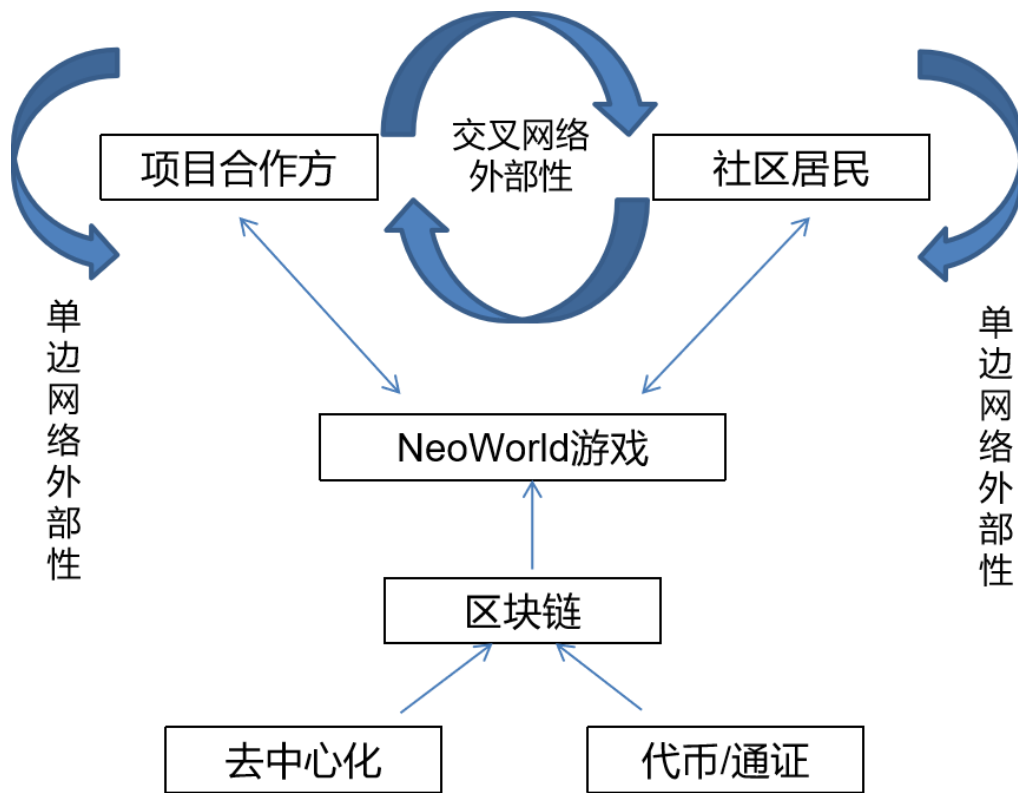 交叉网络
外部性
项目合作方
社区居民
单边网络外部性
单边网络外部性
NeoWorld游戏
区块链
去中心化
代币/通证